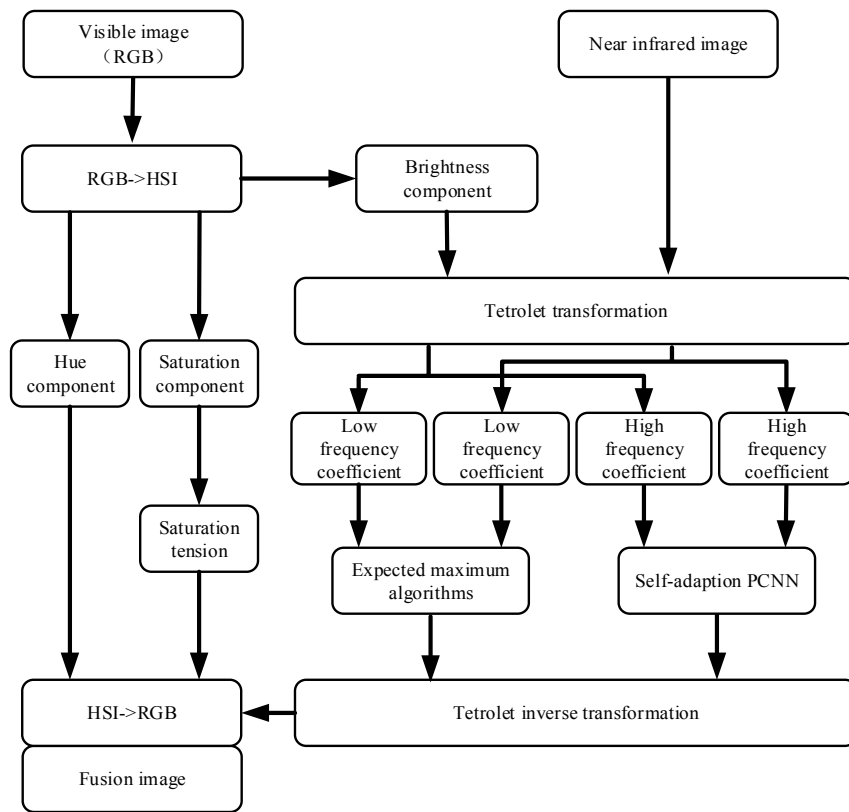 Visible image
（RGB）
Near infrared image
RGB->HSI
Brightness
component
Tetrolet transformation
Hue
component
Saturation
component
Low
frequency
coefficient
Low
frequency
coefficient
High
frequency
coefficient
High
frequency
coefficient
Saturation
tension
Expected maximum
algorithms
Self-adaption PCNN
HSI->RGB
Tetrolet inverse transformation
Fusion image